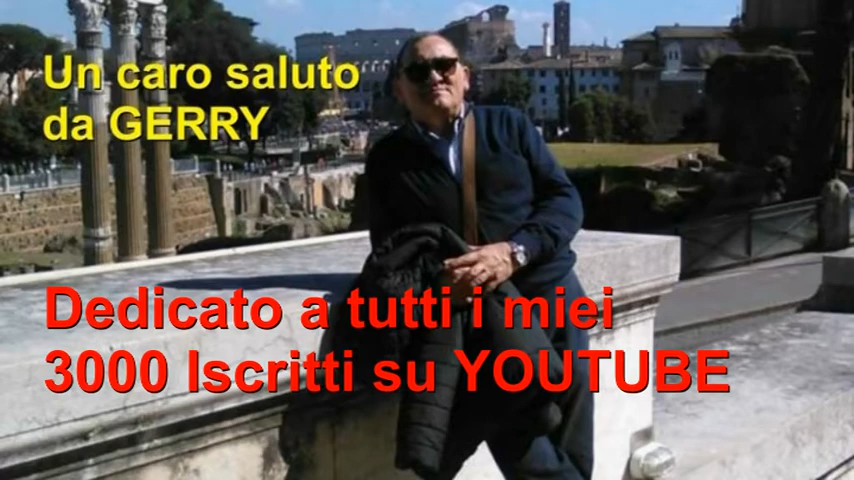 Un caro saluto
da GERRY
Dedicato a tutti i miei
3000 Iscritti su YOUTUBE